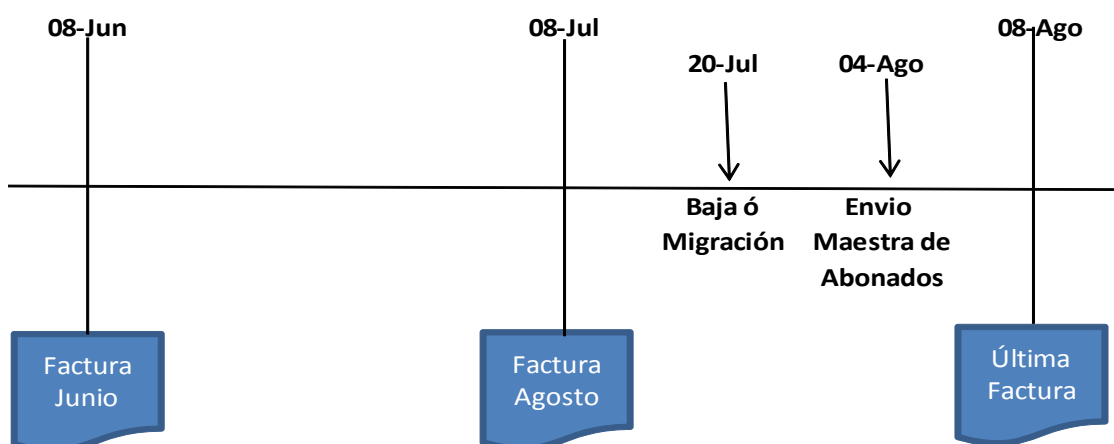 08-Jun
08-Jul
08-Ago
20-Jul
04-Ago
Baja ó
Migración
Envio
Maestra de
Abonados
Factura
Junio
Factura
Agosto
Última
Factura